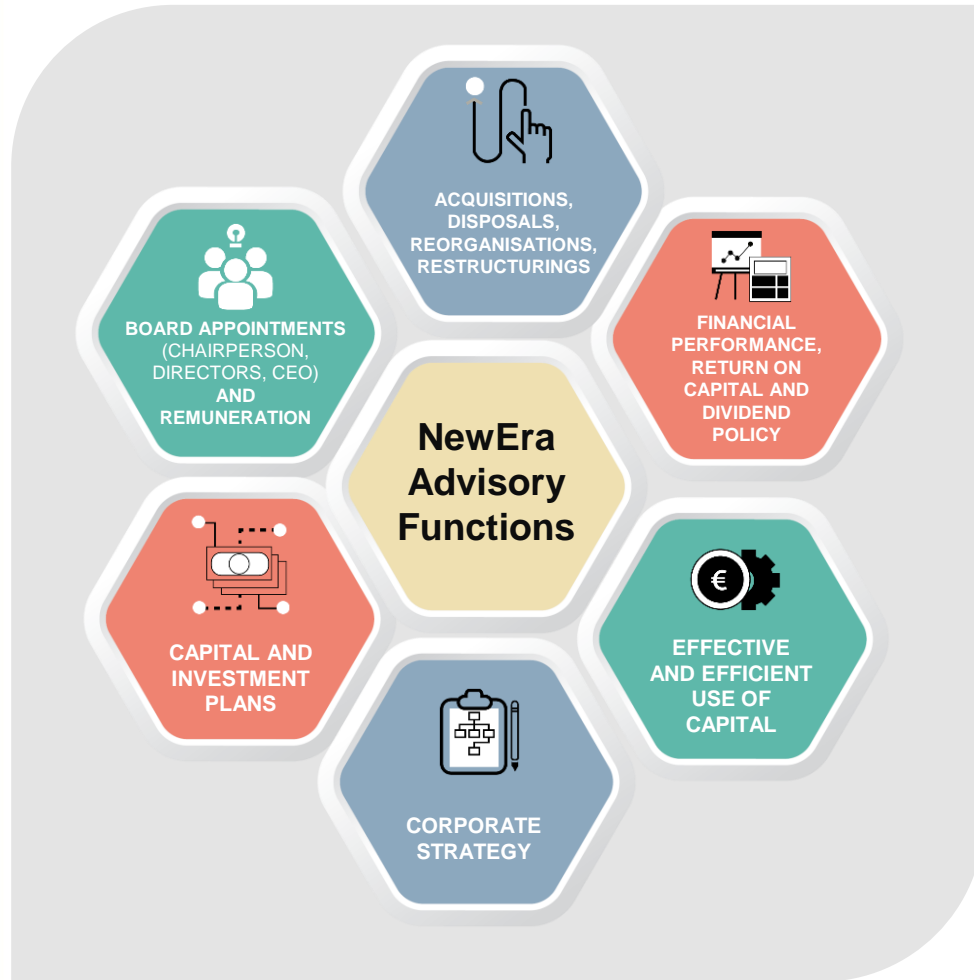 ACQUISITIONS,
DISPOSALS,
REORGANISATIONS,
RESTRUCTURINGS
BOARD APPOINTMENTS
(CHAIRPERSON,
DIRECTORS, CEO)
AND
REMUNERATION
FINANCIAL
PERFORMANCE,
RETURN ON
CAPITAL AND
DIVIDEND
POLICY
NewEra
Advisory
Functions
CAPITAL AND
INVESTMENT
PLANS
€
EFFECTIVE
AND EFFICIENT
USE OF
CAPITAL
CORPORATE
STRATEGY